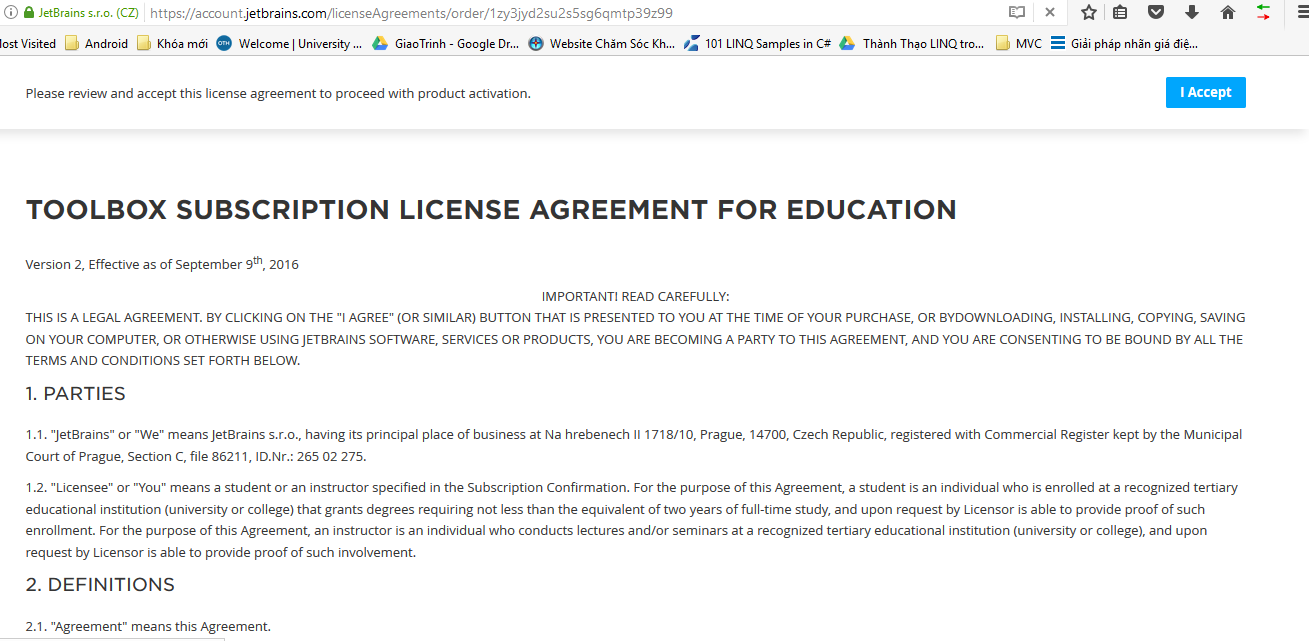 JetBrains s.r.o. (CZ) https://account.jetbrains.com/licenseAgreements/order/1zy3jyd2su2s5sg6qmtp39z99
lost Visited Android Khóa mới OTH Welcome | University ... GiaoTrinh - Google Dr... Website Chăm Sóc Kh... 101 LINQ Samples in C# Thành Thạo LINQ tro... MVC Giải pháp nhãn giá điệ...
Please review and accept this license agreement to proceed with product activation. I Accept
TOOLBOX SUBSCRIPTION LICENSE AGREEMENT FOR EDUCATION
Version 2, Effective as of September 9th, 2016
IMPORTANT! READ CAREFULLY:
THIS IS A LEGAL AGREEMENT. BY CLICKING ON THE "I AGREE" (OR SIMILAR) BUTTON THAT IS PRESENTED TO YOU AT THE TIME OF YOUR PURCHASE, OR BYDOWNLOADING, INSTALLING, COPYING, SAVING
ON YOUR COMPUTER, OR OTHERWISE USING JETBRAINS SOFTWARE, SERVICES OR PRODUCTS, YOU ARE BECOMING A PARTY TO THIS AGREEMENT, AND YOU ARE CONSENTING TO BE BOUND BY ALL THE
TERMS AND CONDITIONS SET FORTH BELOW.
1. PARTIES
1.1. "JetBrains" or "We" means JetBrains s.r.o., having its principal place of business at Na hrebenech II 1718/10, Prague, 14700, Czech Republic, registered with Commercial Register kept by the Municipal
Court of Prague, Section C, file 86211, ID.Nr.: 265 02 275.
1.2. "Licensee" or "You" means a student or an instructor specified in the Subscription Confirmation. For the purpose of this Agreement, a student is an individual who is enrolled at a recognized tertiary
educational institution (university or college) that grants degrees requiring not less than the equivalent of two years of full-time study, and upon request by Licensor is able to provide proof of such
enrollment. For the purpose of this Agreement, an instructor is an individual who conducts lectures and/or seminars at a recognized tertiary educational institution (university or college), and upon
request by Licensor is able to provide proof of such involvement.
2. DEFINITIONS
2.1. "Agreement" means this Agreement.